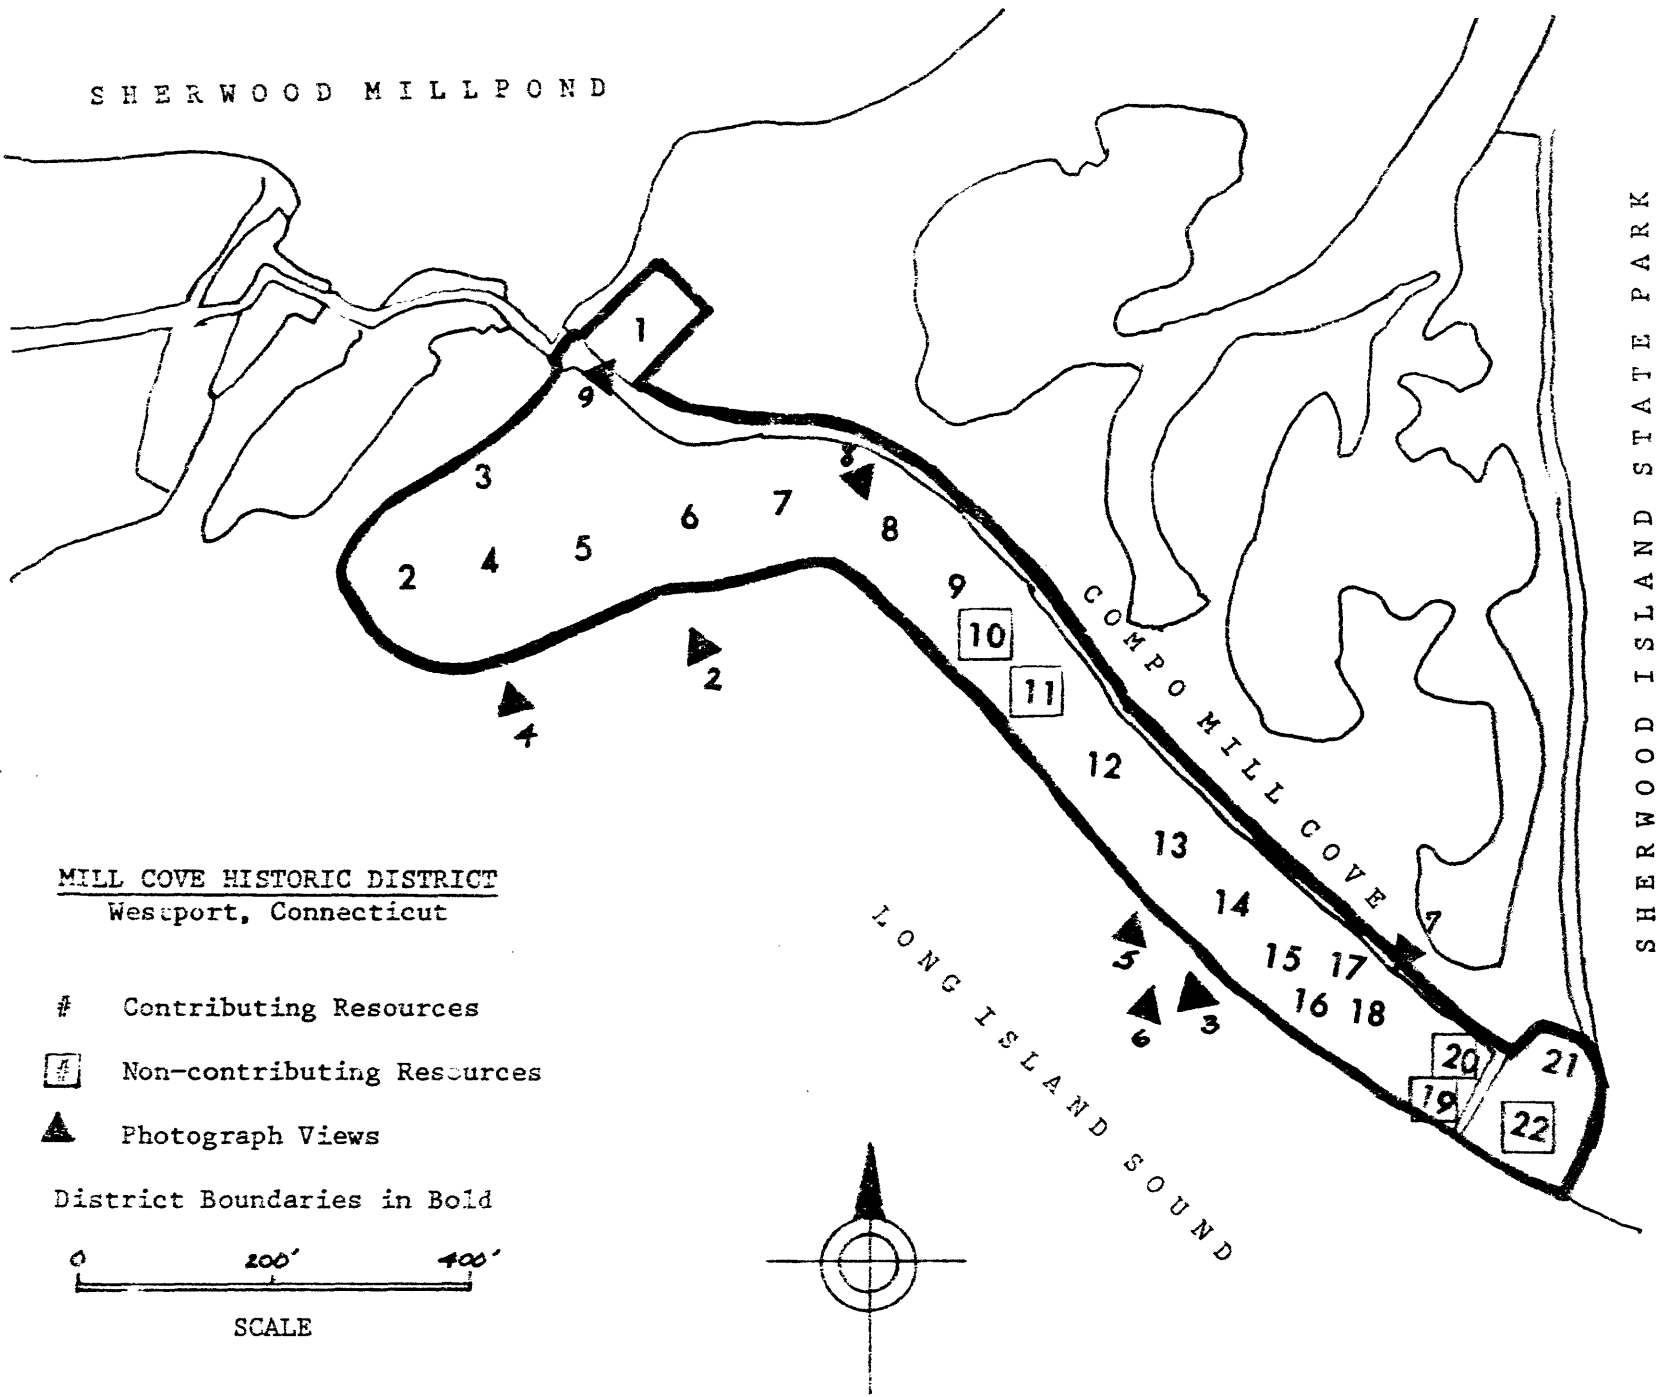 SHERWOOD MILLPOND
SHERWOOD ISLAND STATE PARK
1
9
3
8
7
6
8
5
4
2
9
COMPO MILL COVE
10
2
11
4
12
13
MILL COVE HISTORIC DISTRICT
Westport, Connecticut
LONG ISLAND SOUND
14
7
5
15
17
16
18
# Contributing Resources
3
6
20
21
# Non-contributing Resources
19
22
Photograph Views
District Boundaries in Bold
0 200' 400'
SCALE